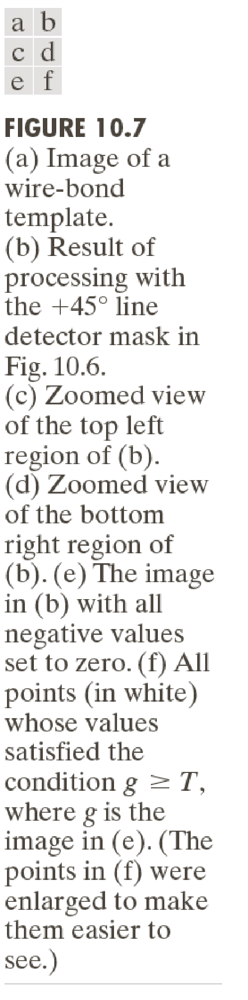 a b
c d
e f
FIGURE 10.7
(a) Image of a
wire-bond
template.
(b) Result of
processing with
the +45° line
detector mask in
Fig. 10.6.
(c) Zoomed view
of the top left
region of (b).
(d) Zoomed view
of the bottom
right region of
(b). (e) The image
in (b) with all
negative values
set to zero. (f) All
points (in white)
whose values
satisfied the
condition g ≥ T,
where g is the
image in (e). (The
points in (f) were
enlarged to make
them easier to
see.)